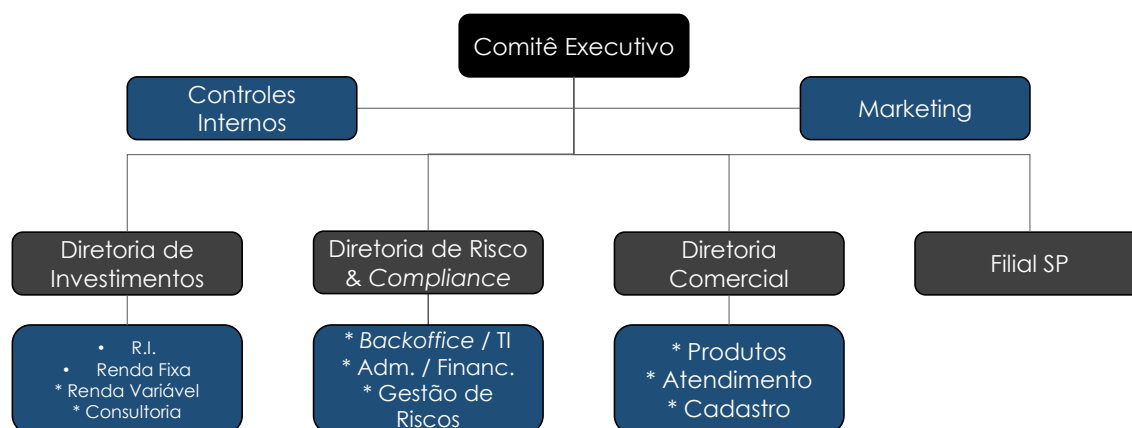 Comitê Executivo
Controles
Internos
Marketing
Diretoria de
Investimentos
Diretoria de Risco
& Compliance
Diretoria
Comercial
Filial SP
• R.I.
• Renda Fixa
* Renda Variável
* Consultoria
* Backoffice / TI
* Adm. / Financ.
* Gestão de
Riscos
* Produtos
* Atendimento
* Cadastro